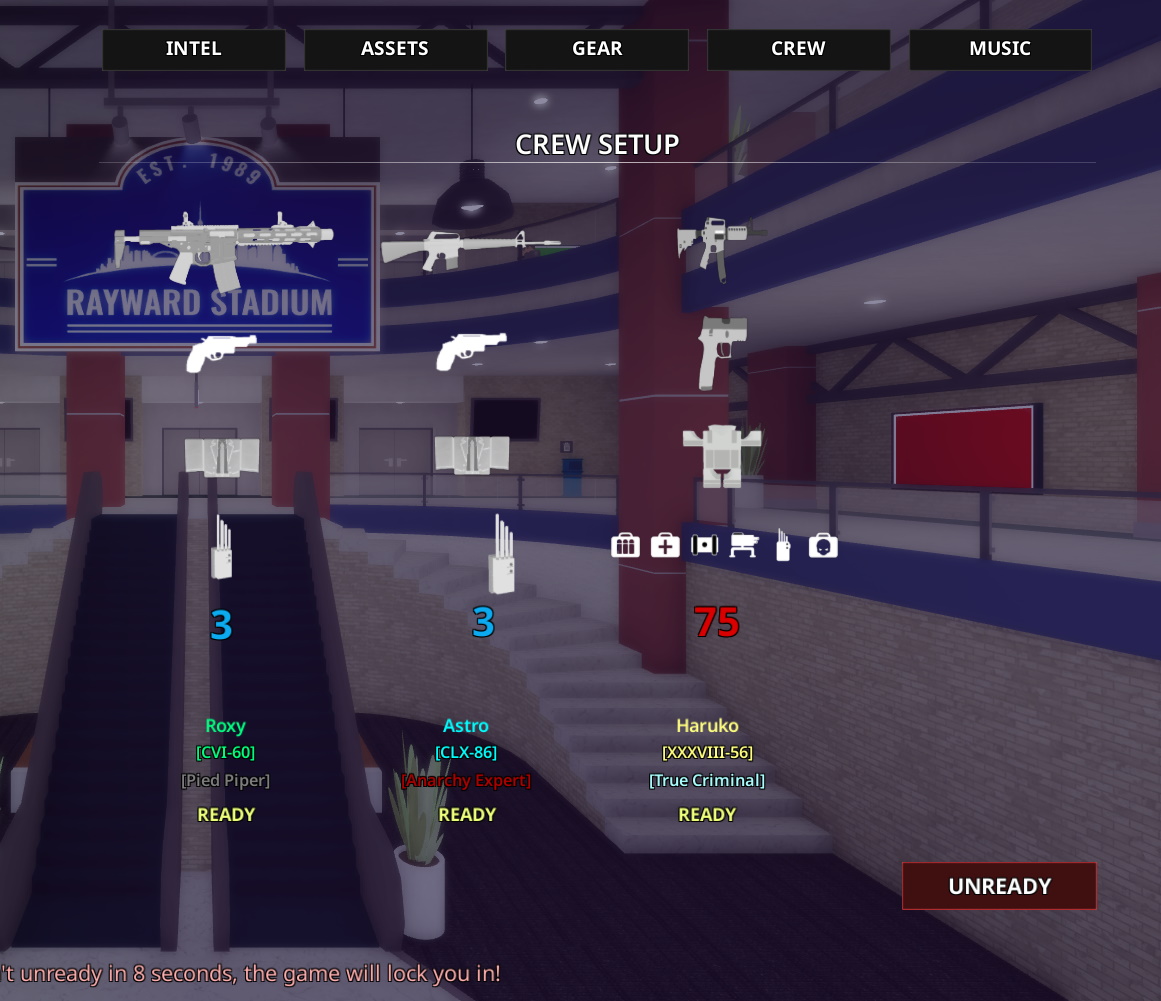 INTEL
ASSETS
GEAR
CREW
MUSIC
CREW SETUP
EST. 1989
RAYWARD STADIUM
3
3
75
Roxy
Astro
Haruko
[CVI-60]
[CLX-86]
[XXXVIII-56]
[Pied Piper]
[Anarchy Expert]
[True Criminal]
READY
READY
READY
UNREADY
't unready in 8 seconds, the game will lock you in!